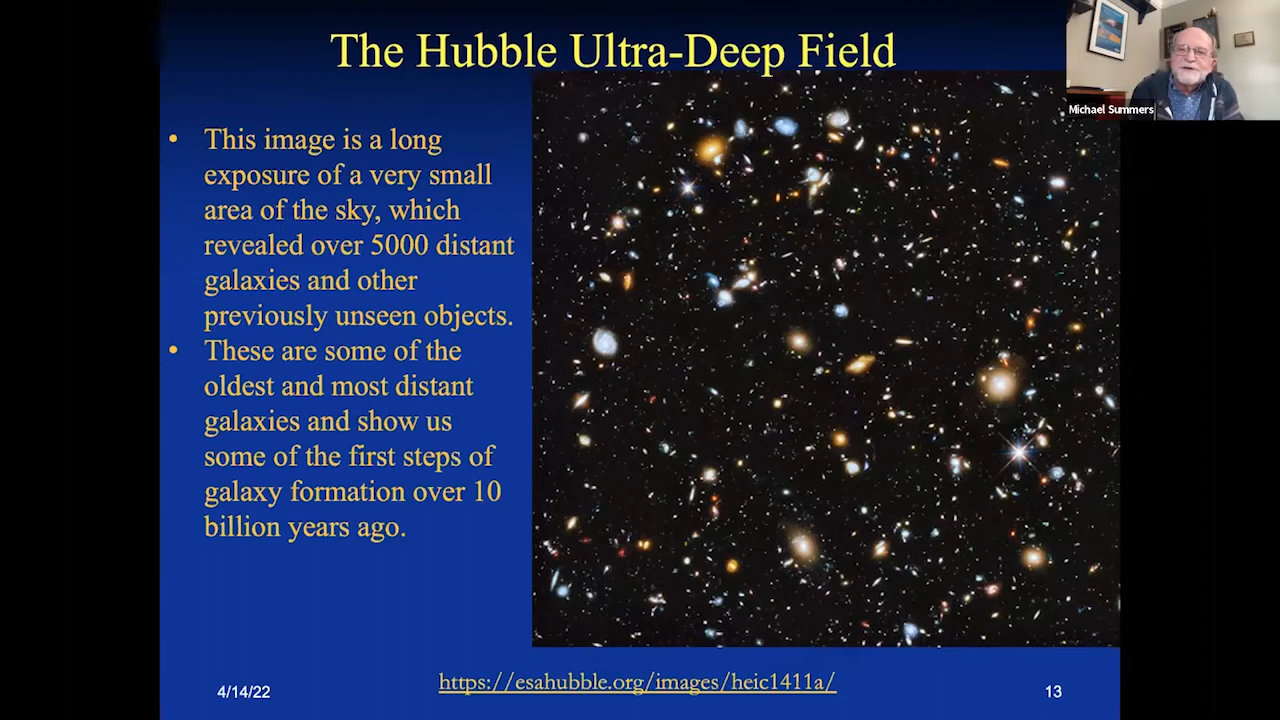 The Hubble Ultra-Deep Field
Michael Summers
• This image is a long
exposure of a very small
area of the sky, which
revealed over 5000 distant
galaxies and other
previously unseen objects.
• These are some of the
oldest and most distant
galaxies and show us
some of the first steps of
galaxy formation over 10
billion years ago.
4/14/22
https://esahubble.org/images/heic1411a/
13